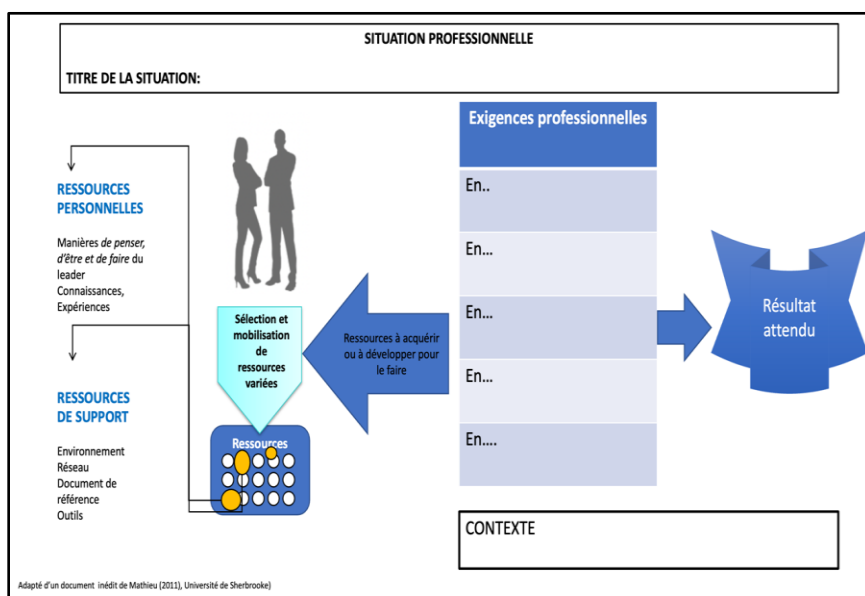 SITUATION PROFESSIONNELLE
TITRE DE LA SITUATION:
RESSOURCES
PERSONNELLES
Manières de penser,
d'être et de faire du
leader
Connaissances,
Expériences
RESSOURCES
DE SUPPORT
Environnement
Réseau
Document de
référence
Outils
Sélection et
mobilisation
de
ressources
variées
Ressources
Ressources à acquérir
ou à développer pour
le faire
Exigences professionnelles
En..
En...
En...
En...
En....
Résultat
attendu
CONTEXTE
Adapté d'un document inédit de Mathieu (2011), Université de Sherbrooke)